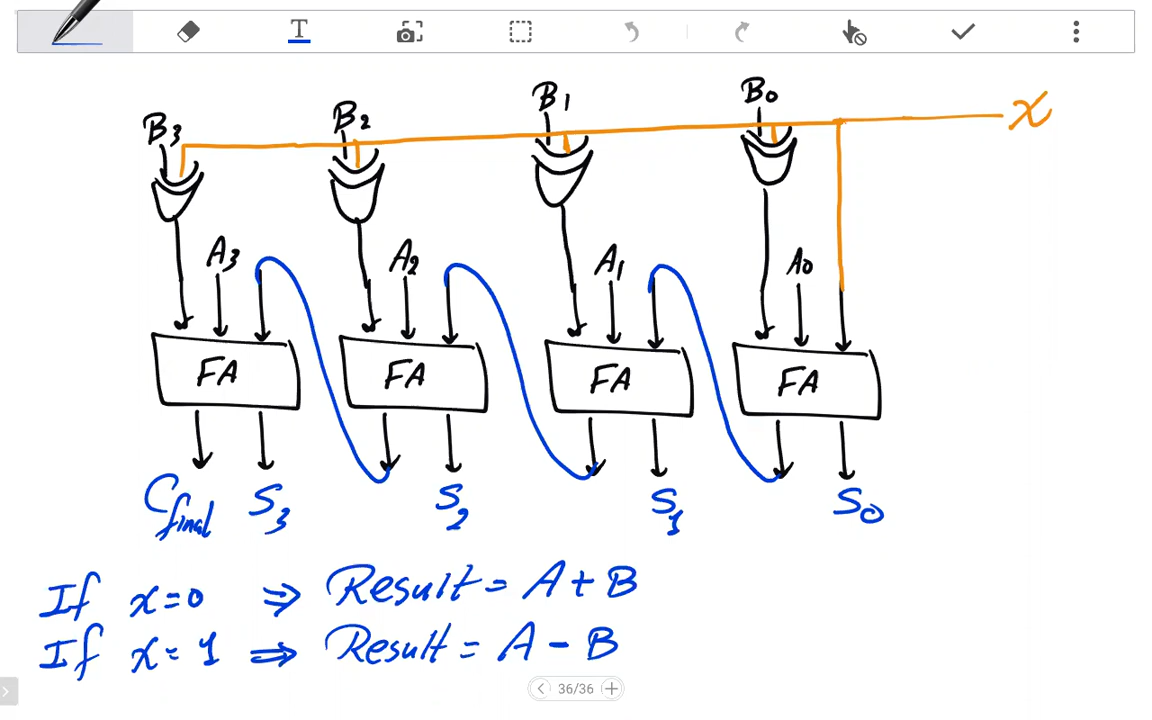 T
B3 B2 B1 B0 x
A3 A2 A1 A0
FA FA FA FA
Cfinal S3 S2 S1 S0
If x=0 ⇒ Result = A+B
If x=1 ⇒ Result = A-B
36/36